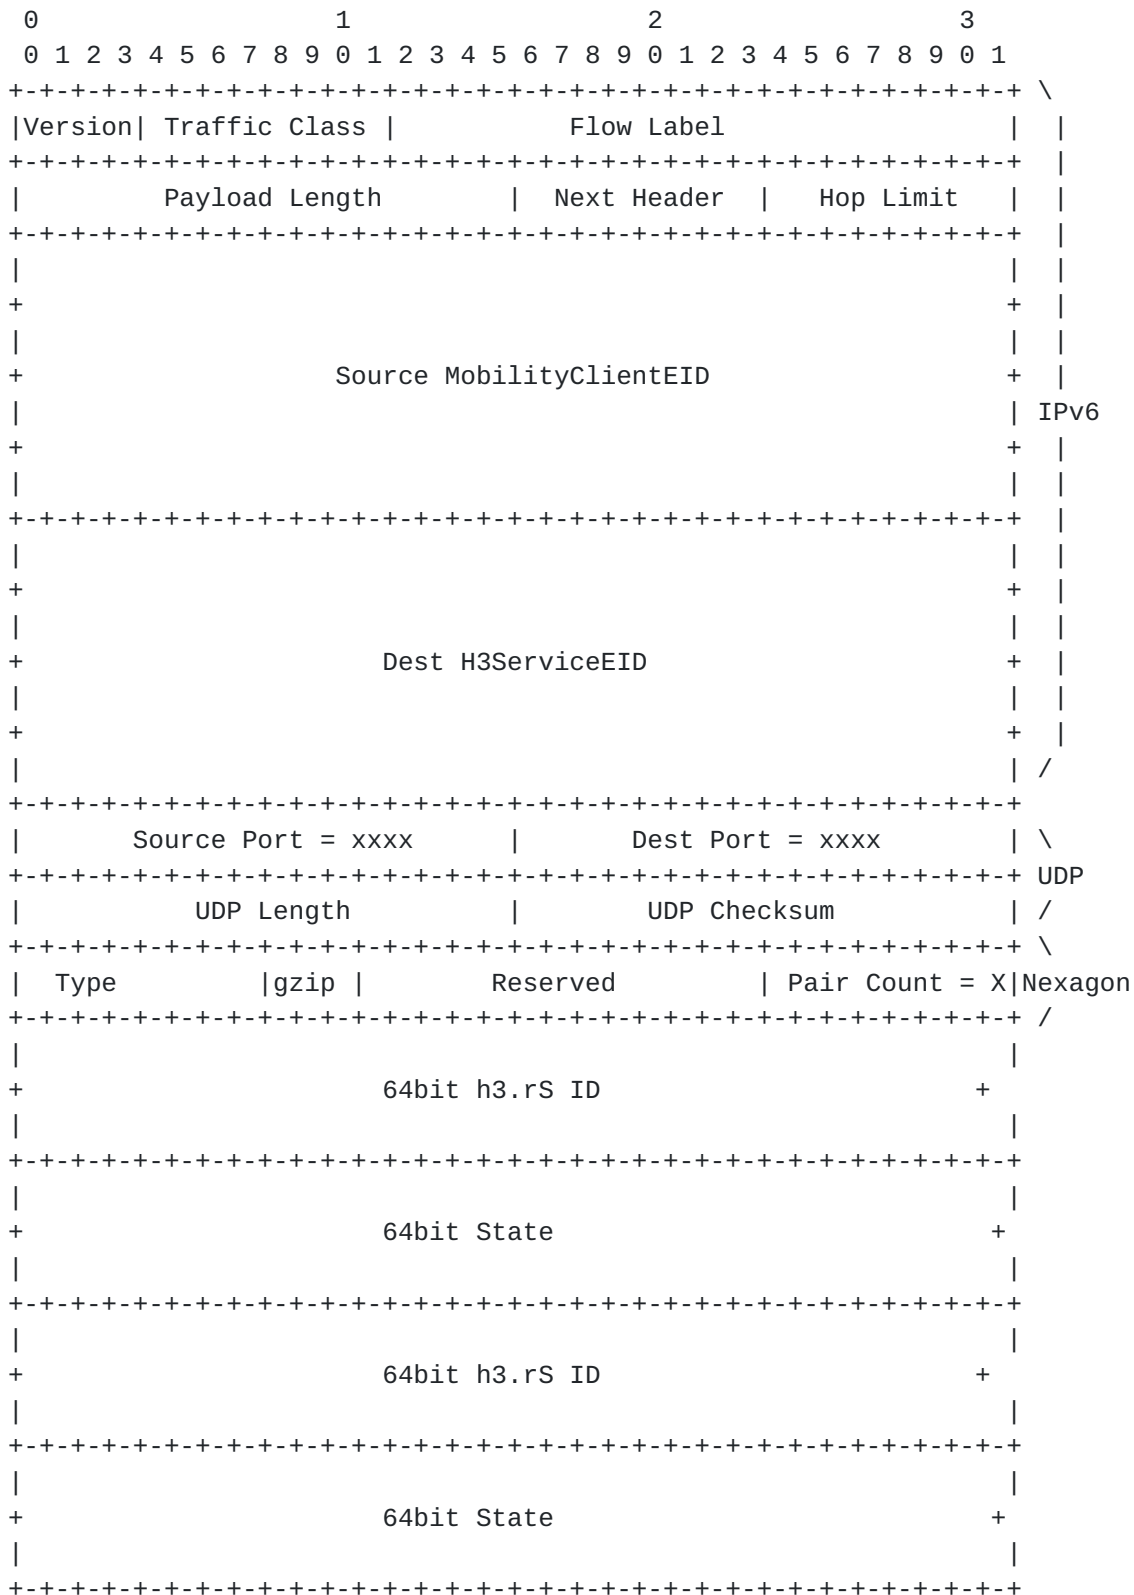 0                   1                   2                   3
 0 1 2 3 4 5 6 7 8 9 0 1 2 3 4 5 6 7 8 9 0 1 2 3 4 5 6 7 8 9 0 1
+-+-+-+-+-+-+-+-+-+-+-+-+-+-+-+-+-+-+-+-+-+-+-+-+-+-+-+-+-+-+-+-+ \
|Version| Traffic Class |           Flow Label                  |  |
+-+-+-+-+-+-+-+-+-+-+-+-+-+-+-+-+-+-+-+-+-+-+-+-+-+-+-+-+-+-+-+-+  |
|         Payload Length        |  Next Header  |   Hop Limit   |  |
+-+-+-+-+-+-+-+-+-+-+-+-+-+-+-+-+-+-+-+-+-+-+-+-+-+-+-+-+-+-+-+-+  |
|                                                               |  |
+                                                               +  |
|                                                               |  |
+                    Source MobilityClientEID                   +  |
|                                                               | IPv6
+                                                               +  |
|                                                               |  |
+-+-+-+-+-+-+-+-+-+-+-+-+-+-+-+-+-+-+-+-+-+-+-+-+-+-+-+-+-+-+-+-+  |
|                                                               |  |
+                                                               +  |
|                                                               |  |
+                       Dest H3ServiceEID                       +  |
|                                                               |  |
+                                                               +  |
|                                                               | /
+-+-+-+-+-+-+-+-+-+-+-+-+-+-+-+-+-+-+-+-+-+-+-+-+-+-+-+-+-+-+-+-+
|       Source Port = xxxx      |       Dest Port = xxxx        | \
+-+-+-+-+-+-+-+-+-+-+-+-+-+-+-+-+-+-+-+-+-+-+-+-+-+-+-+-+-+-+-+-+ UDP
|           UDP Length          |        UDP Checksum           | /
+-+-+-+-+-+-+-+-+-+-+-+-+-+-+-+-+-+-+-+-+-+-+-+-+-+-+-+-+-+-+-+-+ \
|  Type         |gzip |        Reserved         | Pair Count = X|Nexagon
+-+-+-+-+-+-+-+-+-+-+-+-+-+-+-+-+-+-+-+-+-+-+-+-+-+-+-+-+-+-+-+-+ /
|                                                               |
+                       64bit h3.rS ID                        +
|                                                               |
+-+-+-+-+-+-+-+-+-+-+-+-+-+-+-+-+-+-+-+-+-+-+-+-+-+-+-+-+-+-+-+-+
|                                                               |
+                       64bit State                            +
|                                                               |
+-+-+-+-+-+-+-+-+-+-+-+-+-+-+-+-+-+-+-+-+-+-+-+-+-+-+-+-+-+-+-+-+
|                                                               |
+                       64bit h3.rS ID                        +
|                                                               |
+-+-+-+-+-+-+-+-+-+-+-+-+-+-+-+-+-+-+-+-+-+-+-+-+-+-+-+-+-+-+-+-+
|                                                               |
+                       64bit State                            +
|                                                               |
+-+-+-+-+-+-+-+-+-+-+-+-+-+-+-+-+-+-+-+-+-+-+-+-+-+-+-+-+-+-+-+-+